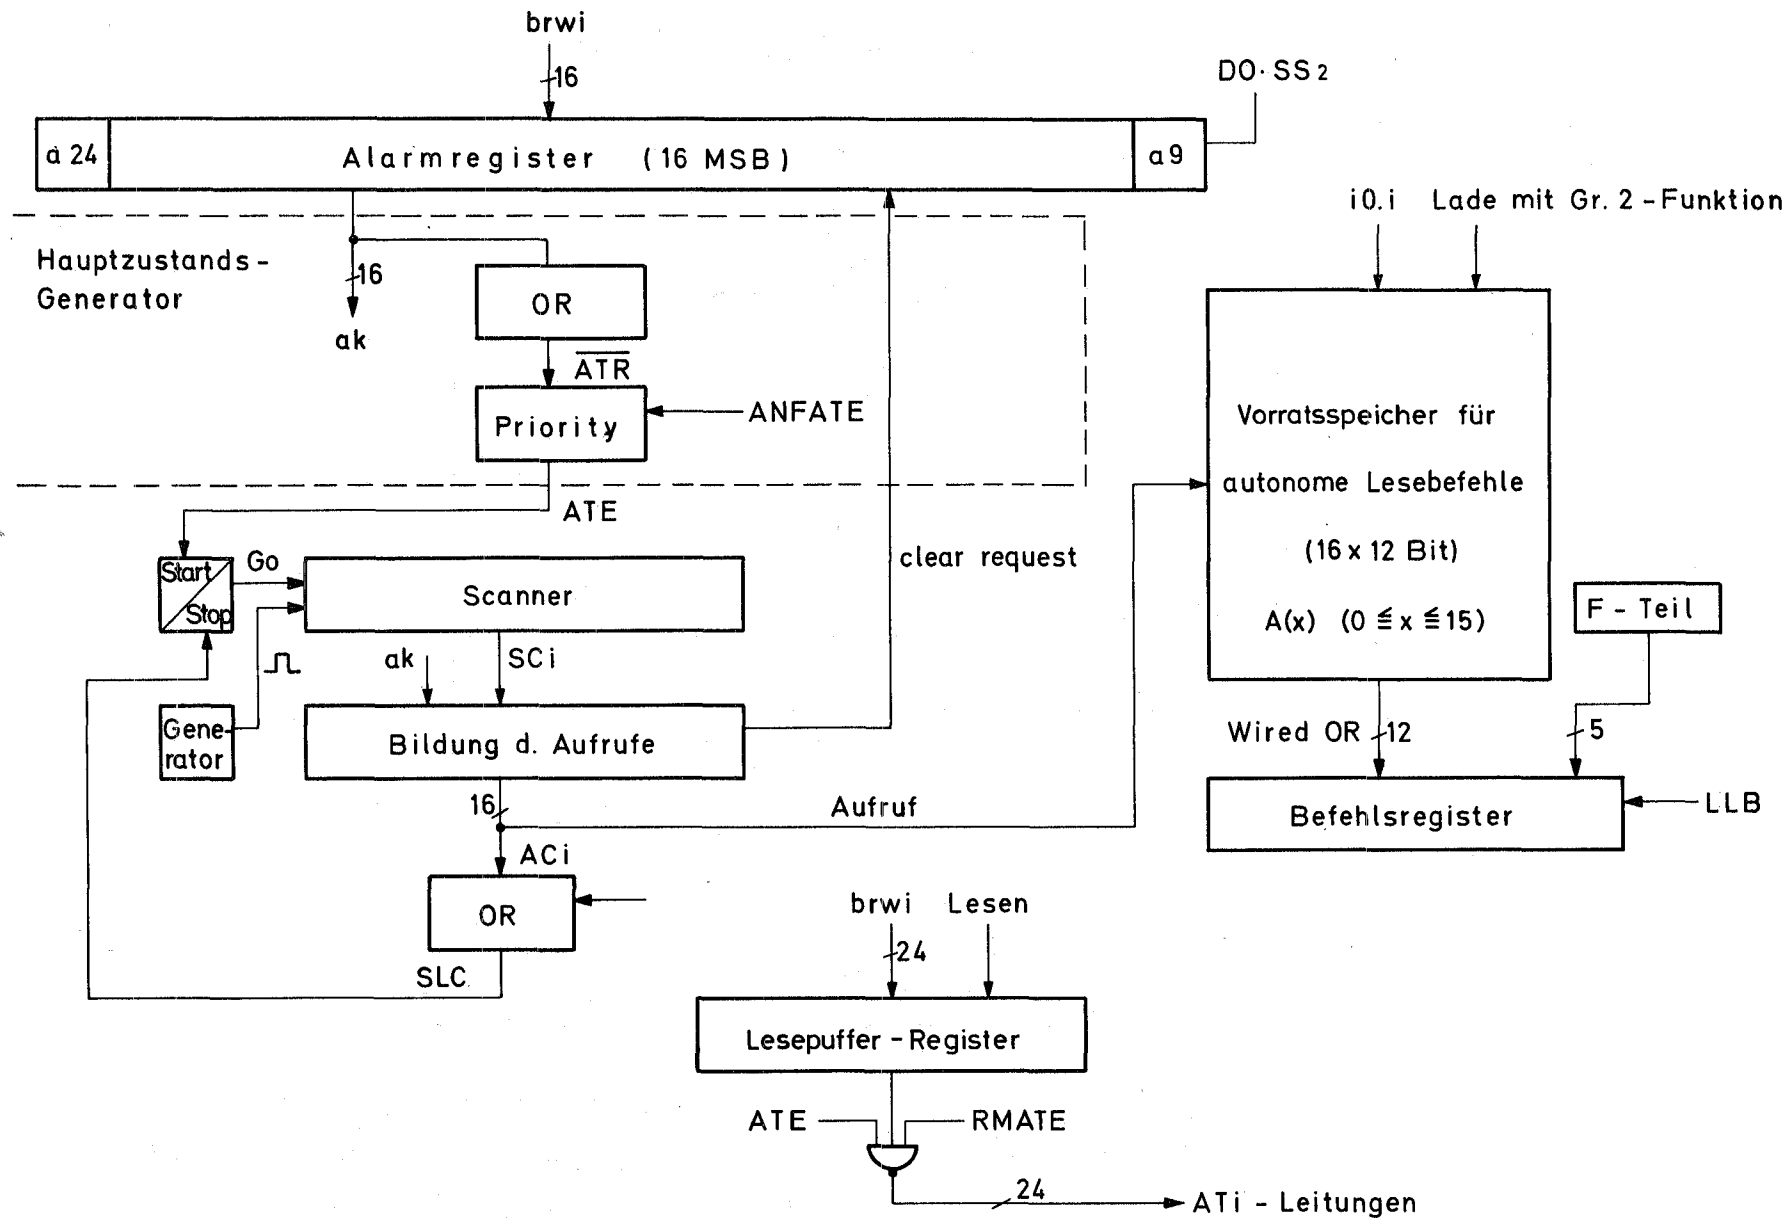 brwi
16
DO·SS2
a24
Alarmregister (16 MSB)
a9
i0.i Lade mit Gr. 2-Funktion
Hauptzustands-
Generator
16
OR
ak
ATR
Priority
ANFATE
Vorratsspeicher für
autonome Lesebefehle
(16 x 12 Bit)
A(x) (0 ≦ x ≦ 15)
ATE
clear request
Start
Stop
Go
Scanner
F - Teil
ak
SCi
Gene-
rator
Bildung d. Aufrufe
Wired OR
12
5
16
Aufruf
Befehlsregister
LLB
ACi
OR
brwi
Lesen
24
SLC
Lesepuffer-Register
ATE
RMATE
24
ATi - Leitungen